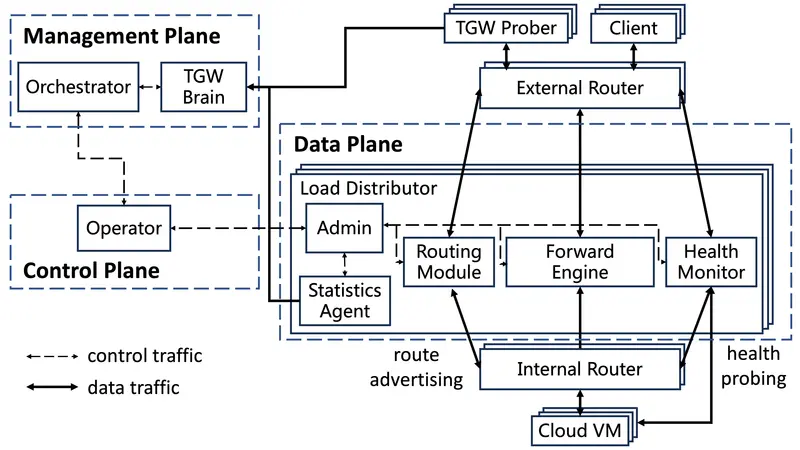 TGW Prober
Client
Management Plane
Orchestrator
TGW
Brain
External Router
Data Plane
Load Distributor
Operator
Control Plane
Admin
Routing
Module
Forward
Engine
Health
Monitor
Statistics
Agent
control traffic
data traffic
route
advertising
Internal Router
health
probing
Cloud VM